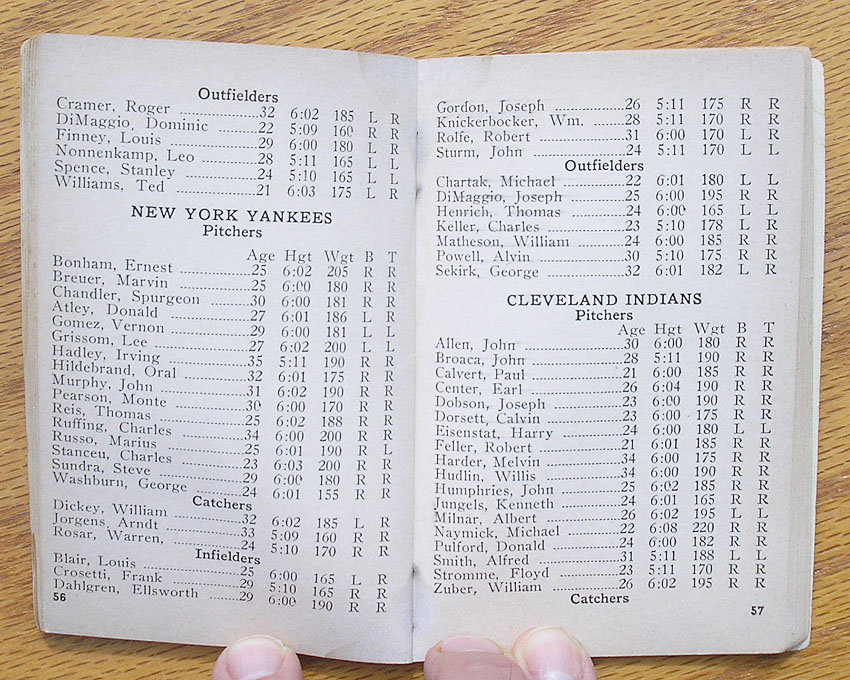 Outfielders
Cramer, Roger ..................32 6:02 185 L R
DiMaggio, Dominic ..........22 5:09 160 R R
Finney, Louis ..................29 6:00 180 L R
Nonnenkamp, Leo ..........28 5:11 165 L L
Spence, Stanley ..............24 5:10 165 L L
Williams, Ted ..................21 6:03 175 L R
NEW YORK YANKEES
Pitchers
Age Hgt Wgt B T
Bonham, Ernest ..............25 6:02 205 R R
Breuer, Marvin ..............25 6:00 180 R R
Chandler, Spurgeon ........30 6:00 181 R R
Atley, Donald ..................27 6:01 186 L R
Gomez, Vernon ..............29 6:00 181 L L
Grissom, Lee ..................27 6:02 200 L L
Hadley, Irving ..................35 5:11 190 R R
Hildebrand, Oral ..............32 6:01 175 R R
Murphy, John ..................31 6:02 190 R R
Pearson, Monte ..............30 6:00 170 R R
Reis, Thomas ..................25 6:02 188 R R
Ruffing, Charles ..............34 6:00 200 R R
Russo, Marius ..................25 6:01 190 R L
Stanceu, Charles ..............23 6:03 200 R R
Sundra, Steve ..................29 6:00 180 R R
Washburn, George ..........24 6:01 155 R R
Catchers
Dickey, William ..............32 6:02 185 L R
Jorgens, Arndt ..............33 5:09 160 R R
Rosar, Warren, ..............24 5:10 170 R R
Infielders
Blair, Louis ..................25 6:00 165 L R
Crosetti, Frank ..............29 5:10 165 R R
Dahlgren, Ellsworth ......29 6:00 190 R R
56
Gordon, Joseph ..............26 5:11 175 R R
Knickerbocker, Wm. ......28 5:11 170 R R
Rolfe, Robert ..................31 6:00 170 L R
Sturm, John ..................24 5:11 170 L L
Outfielders
Chartak, Michael ............22 6:01 180 L L
DiMaggio, Joseph ............25 6:00 195 R R
Henrich, Thomas ............24 6:00 165 L L
Keller, Charles ................23 5:10 178 L R
Matheson, William ..........24 6:00 185 R R
Powell, Alvin ..................30 5:10 175 R R
Sekirk, George ................32 6:01 182 L R
CLEVELAND INDIANS
Pitchers
Age Hgt Wgt B T
Allen, John ......................30 6:00 180 R R
Broaca, John ..................28 5:11 190 R R
Calvert, Paul ..................21 6:00 185 R R
Center, Earl ....................26 6:04 190 R R
Dobson, Joseph ..............23 6:00 190 R R
Dorsett, Calvin ..............23 6:00 175 R R
Eisenstat, Harry ..............24 6:00 180 L L
Feller, Robert ..................21 6:01 185 R R
Harder, Melvin ................34 6:00 175 R R
Hudlin, Willis ..................34 6:00 190 R R
Humphries, John ............25 6:02 185 R R
Jungels, Kenneth ............24 6:01 165 R R
Milnar, Albert ................26 6:02 195 L L
Naymick, Michael ............22 6:08 220 R R
Pulford, Donald ..............24 6:00 182 R R
Smith, Alfred ..................31 5:11 188 L L
Stromme, Floyd ..............23 5:11 170 R R
Zuber, William ................26 6:02 195 R R
Catchers
57